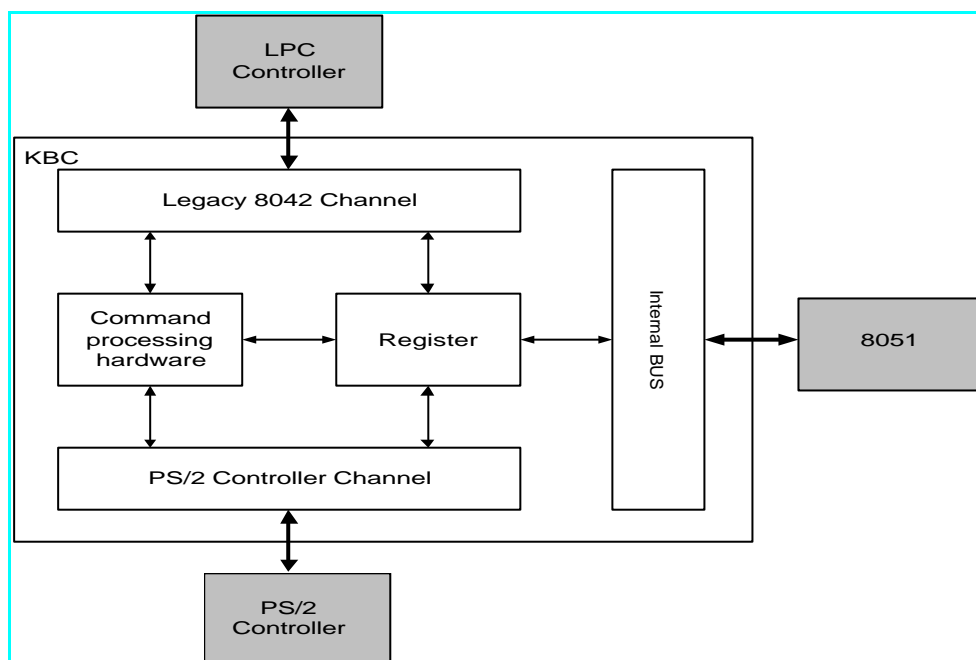 LPC
Controller
KBC
Legacy 8042 Channel
Command
processing
hardware
Register
Internal BUS
8051
PS/2 Controller Channel
PS/2
Controller